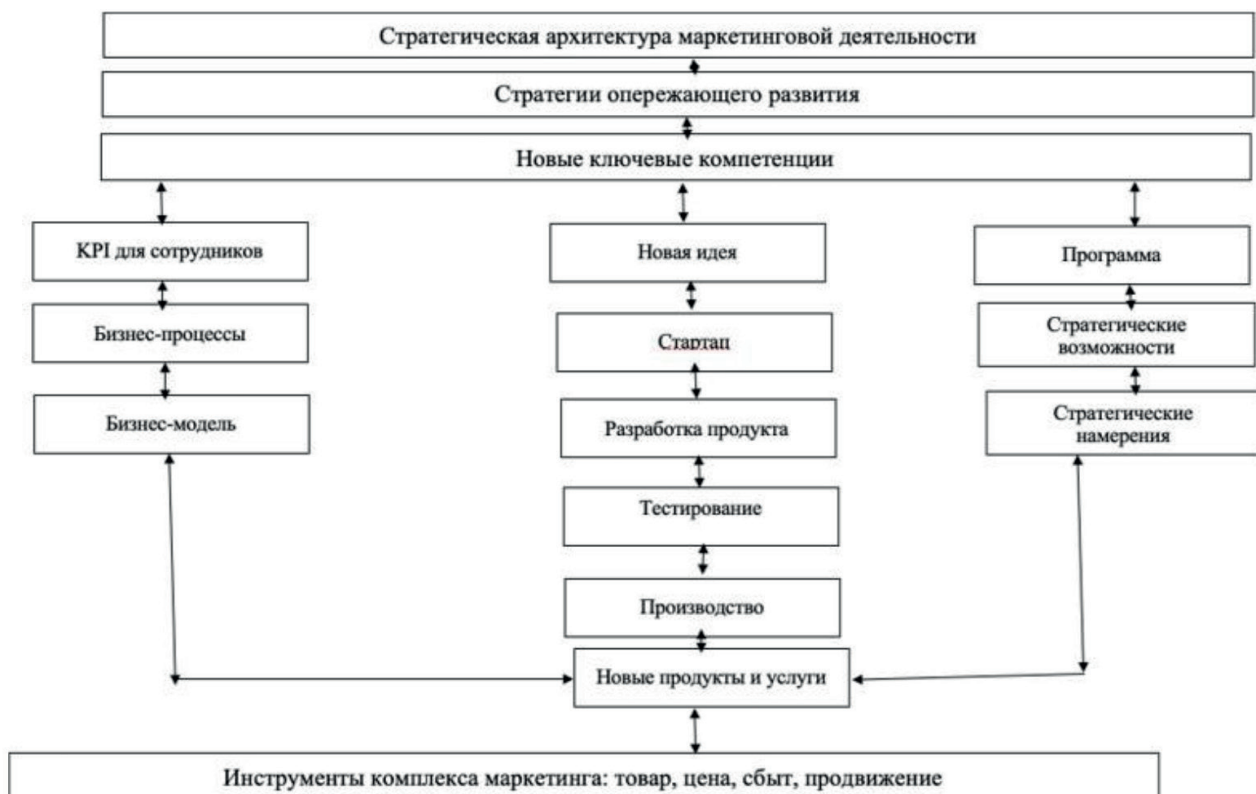 Стратегическая архитектура маркетинговой деятельности
Стратегии опережающего развития
Новые ключевые компетенции
KPI для сотрудников
Новая идея
Программа
Бизнес-процессы
Стартап
Стратегические
возможности
Бизнес-модель
Разработка продукта
Стратегические
намерения
Тестирование
Производство
Новые продукты и услуги
Инструменты комплекса маркетинга: товар, цена, сбыт, продвижение